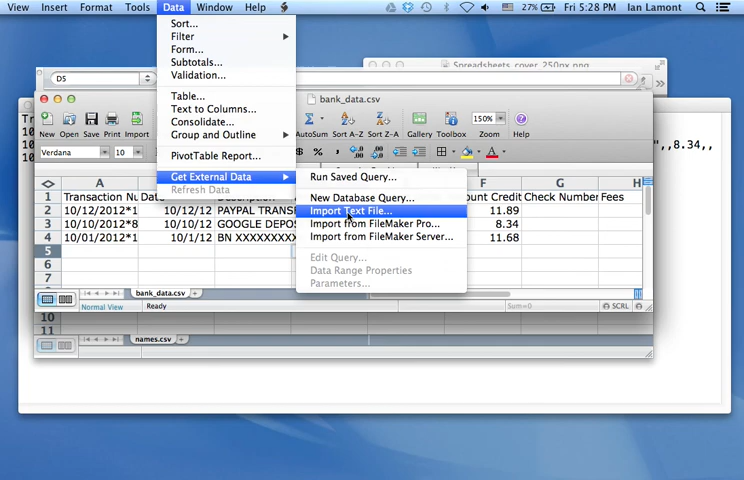 View Insert Format Tools Data Window Help 27% Fri 5:28 PM Ian Lamont
Sort...
Filter
Form...
Subtotals...
Validation...
Table...
Text to Columns...
Consolidate...
Group and Outline
PivotTable Report...
Get External Data
Refresh Data
Run Saved Query...
New Database Query...
Import Text File...
Import from FileMaker Pro...
Import from FileMaker Server...
Edit Query...
Data Range Properties
Parameters...
Spreadsheets_cover_250px.png
D5
bank_data.csv
New Open Save Print Import AutoSum Sort A-Z Sort Z-A Gallery Toolbox Zoom Help
150%
Verdana 10 $ %
",,8.34,,
A F G H
1 Transaction Nu Date Description ount Credit Check Number Fees
2 10/12/2012*1 10/12/12 PAYPAL TRANSF 11.89
3 10/10/2012*8 10/10/12 GOOGLE DEPOS 8.34
4 10/01/2012*1 10/1/12 BN XXXXXXXX 11.68
5
6
7
bank_data.csv
Normal View Ready Sum=0 SCRL
10
11
names.csv